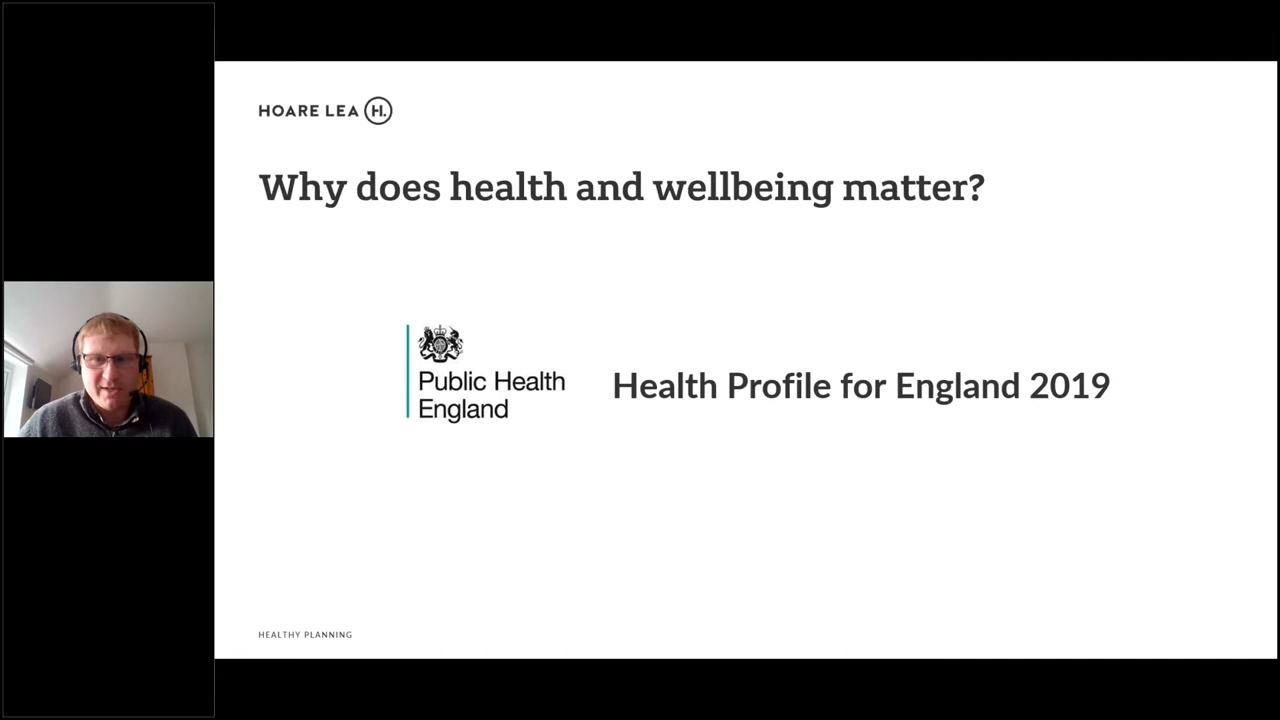 HOARE LEA H.
Why does health and wellbeing matter?
Public Health
England
Health Profile for England 2019
HEALTHY PLANNING